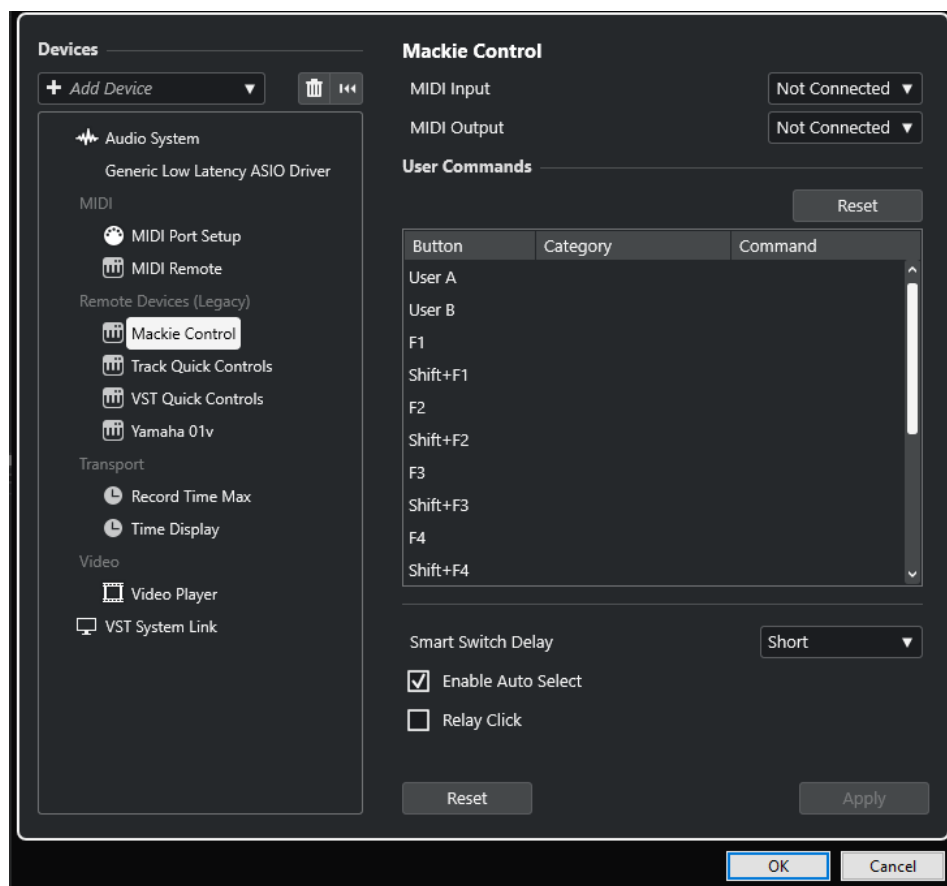 Devices
Add Device
Audio System
Generic Low Latency ASIO Driver
MIDI
MIDI Port Setup
MIDI Remote
Remote Devices (Legacy)
Mackie Control
Track Quick Controls
VST Quick Controls
Yamaha 01v
Transport
Record Time Max
Time Display
Video
Video Player
VST System Link
Mackie Control
MIDI Input Not Connected
MIDI Output Not Connected
User Commands
Reset
Button Category Command
User A
User B
F1
Shift+F1
F2
Shift+F2
F3
Shift+F3
F4
Shift+F4
Smart Switch Delay Short
Enable Auto Select
Relay Click
Reset Apply
OK Cancel